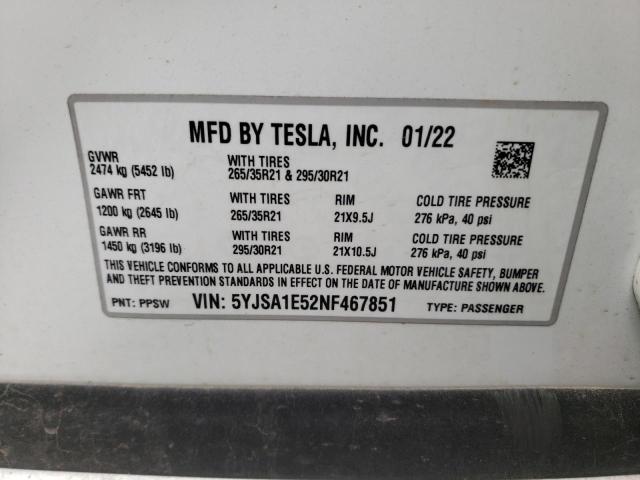 MFD BY TESLA, INC. 01/22
GVWR
2474 kg (5452 lb)
WITH TIRES
265/35R21 & 295/30R21
GAWR FRT
1200 kg (2645 lb)
WITH TIRES
265/35R21
RIM
21X9.5J
COLD TIRE PRESSURE
276 kPa, 40 psi
GAWR RR
1450 kg (3196 lb)
WITH TIRES
295/30R21
RIM
21X10.5J
COLD TIRE PRESSURE
276 kPa, 40 psi
THIS VEHICLE CONFORMS TO ALL APPLICABLE U.S. FEDERAL MOTOR VEHICLE SAFETY, BUMPER
AND THEFT PREVENTION STANDARDS IN EFFECT ON THE DATE OF MANUFACTURE SHOWN ABOVE.
PNT: PPSW VIN: 5YJSA1E52NF467851 TYPE: PASSENGER